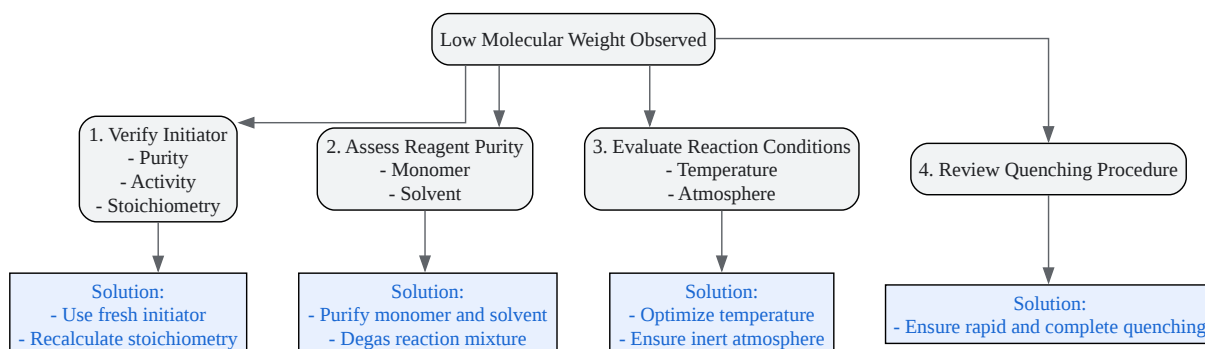 Low Molecular Weight Observed
1. Verify Initiator
- Purity
- Activity
- Stoichiometry
2. Assess Reagent Purity
- Monomer
- Solvent
3. Evaluate Reaction Conditions
- Temperature
- Atmosphere
4. Review Quenching Procedure
Solution:
- Use fresh initiator
- Recalculate stoichiometry
Solution:
- Purify monomer and solvent
- Degas reaction mixture
Solution:
- Optimize temperature
- Ensure inert atmosphere
Solution:
- Ensure rapid and complete quenching